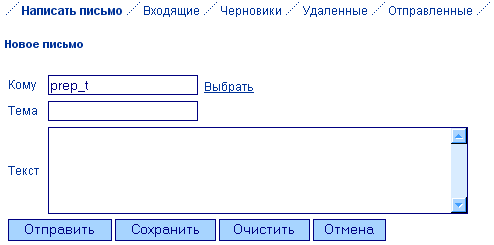 Написать письмо Входящие Черновики Удаленные Отправленные
Новое письмо
Кому prep_t Выбрать
Тема
Текст
Отправить Сохранить Очистить Отмена